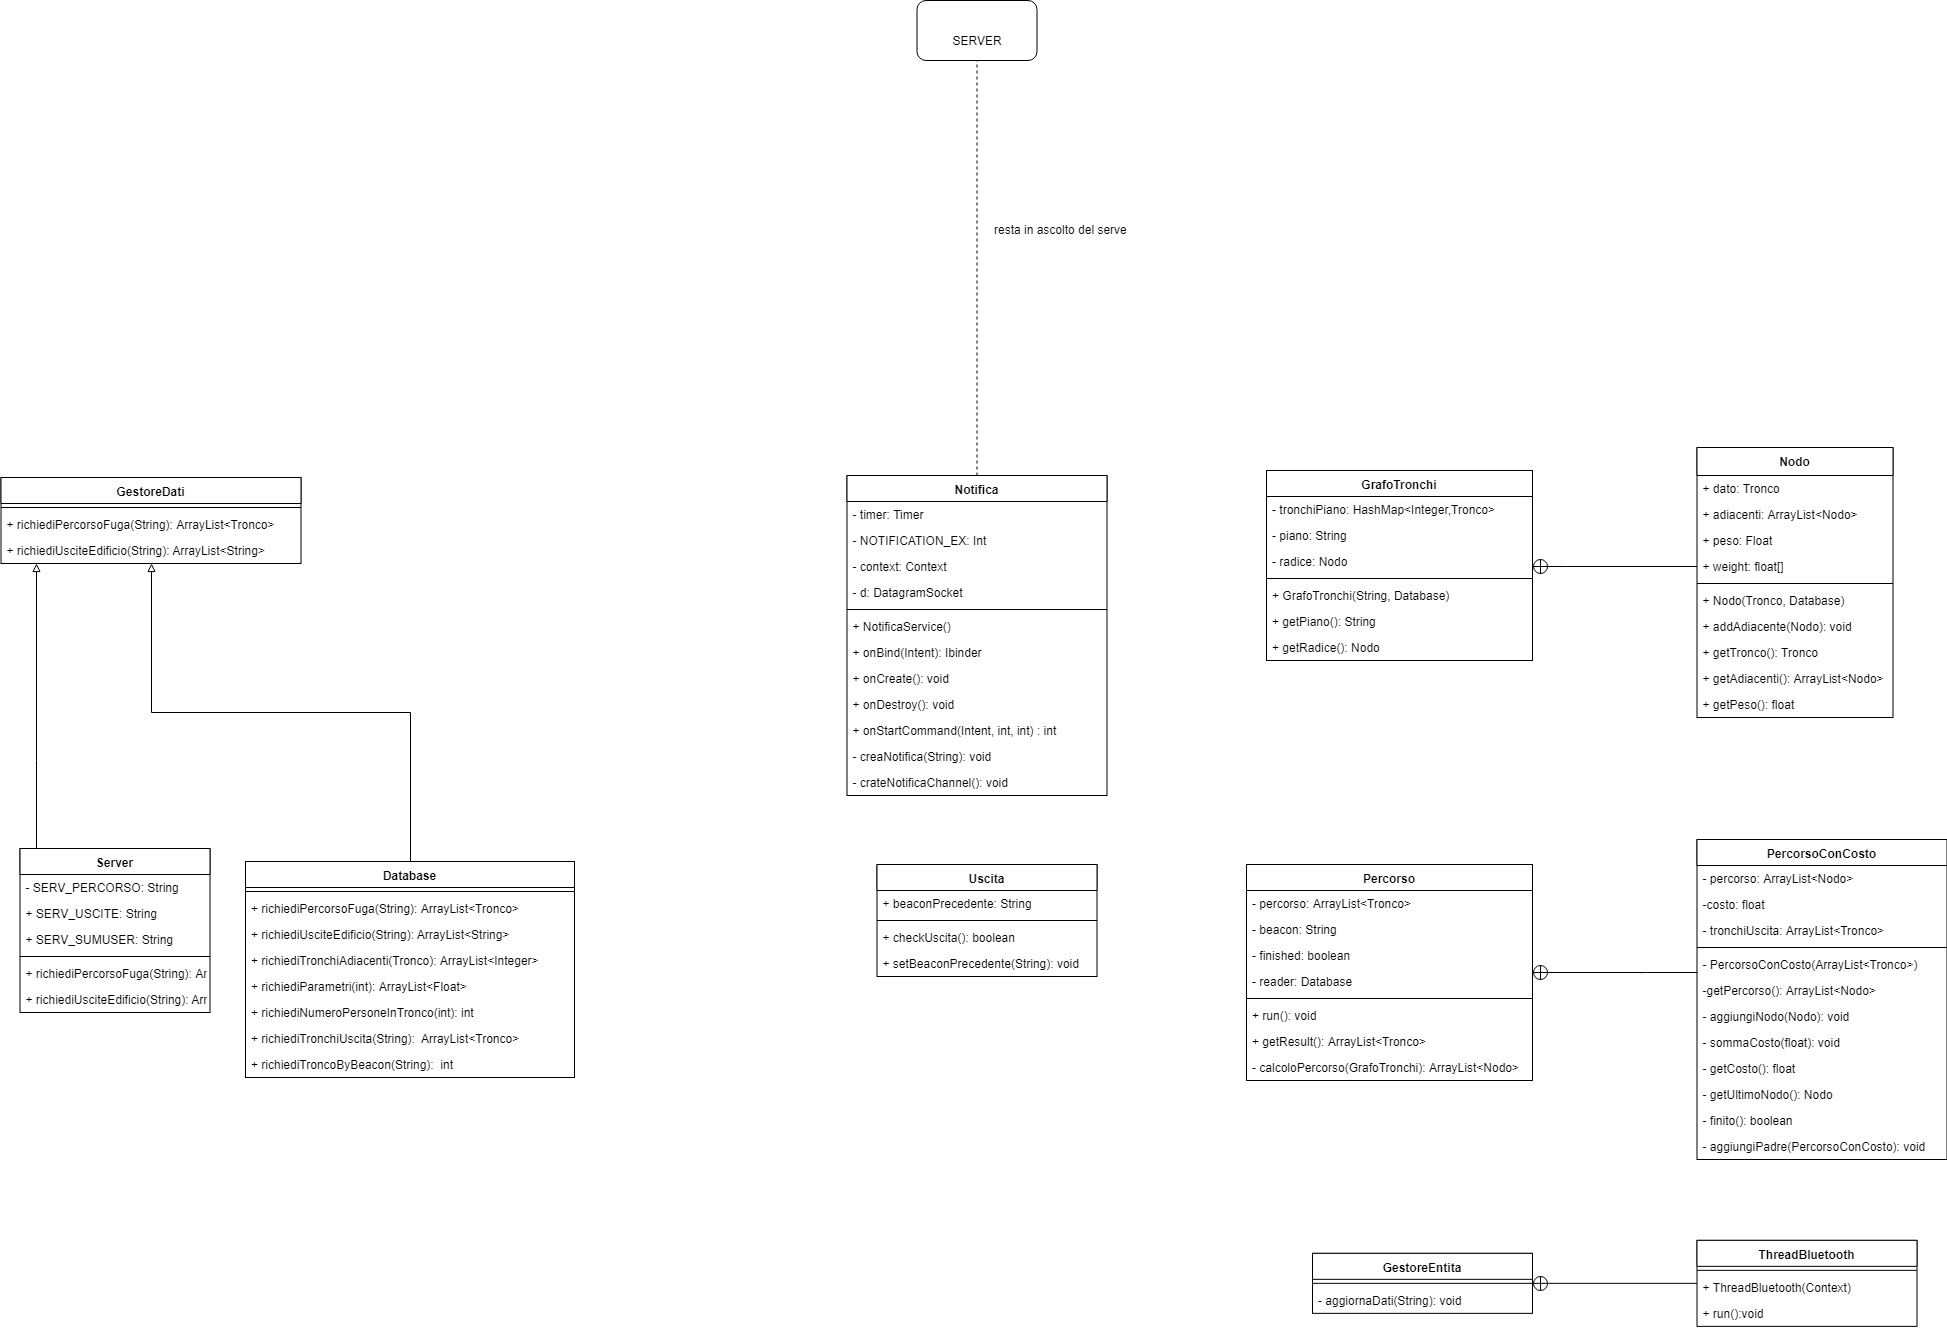 SERVER
resta in ascolto del serve
GestoreDati
+ richiediPercorsoFuga(String): ArrayList<Tronco>
+ richiediUsciteEdificio(String): ArrayList<String>
Server
- SERV_PERCORSO: String
+ SERV_USCITE: String
+ SERV_SUMUSER: String
+ richiediPercorsoFuga(String): Ar
+ richiediUsciteEdificio(String): Arr
Database
+ richiediPercorsoFuga(String): ArrayList<Tronco>
+ richiediUsciteEdificio(String): ArrayList<String>
+ richiediTronchiAdiacenti(Tronco): ArrayList<Integer>
+ richiediParametri(int): ArrayList<Float>
+ richiediNumeroPersoneInTronco(int): int
+ richiediTronchiUscita(String):  ArrayList<Tronco>
+ richiediTroncoByBeacon(String):  int
Notifica
- timer: Timer
- NOTIFICATION_EX: Int
- context: Context
- d: DatagramSocket
+ NotificaService()
+ onBind(Intent): Ibinder
+ onCreate(): void
+ onDestroy(): void
+ onStartCommand(Intent, int, int) : int
- creaNotifica(String): void
- crateNotificaChannel(): void
Uscita
+ beaconPrecedente: String
+ checkUscita(): boolean
+ setBeaconPrecedente(String): void
GrafoTronchi
- tronchiPiano: HashMap<Integer,Tronco>
- piano: String
- radice: Nodo
+ GrafoTronchi(String, Database)
+ getPiano(): String
+ getRadice(): Nodo
Nodo
+ dato: Tronco
+ adiacenti: ArrayList<Nodo>
+ peso: Float
+ weight: float[]
+ Nodo(Tronco, Database)
+ addAdiacente(Nodo): void
+ getTronco(): Tronco
+ getAdiacenti(): ArrayList<Nodo>
+ getPeso(): float
Percorso
- percorso: ArrayList<Tronco>
- beacon: String
- finished: boolean
- reader: Database
+ run(): void
+ getResult(): ArrayList<Tronco>
- calcoloPercorso(GrafoTronchi): ArrayList<Nodo>
PercorsoConCosto
- percorso: ArrayList<Nodo>
-costo: float
- tronchiUscita: ArrayList<Tronco>
- PercorsoConCosto(ArrayList<Tronco>)
-getPercorso(): ArrayList<Nodo>
- aggiungiNodo(Nodo): void
- sommaCosto(float): void
- getCosto(): float
- getUltimoNodo(): Nodo
- finito(): boolean
- aggiungiPadre(PercorsoConCosto): void
GestoreEntita
- aggiornaDati(String): void
ThreadBluetooth
+ ThreadBluetooth(Context)
+ run():void